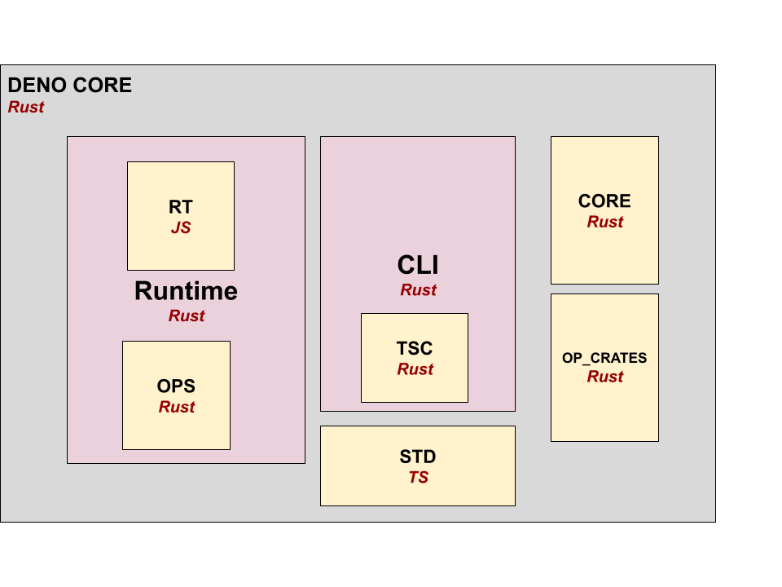 DENO CORE
Rust
RT
JS
Runtime
Rust
OPS
Rust
CLI
Rust
TSC
Rust
STD
TS
CORE
Rust
OP_CRATES
Rust